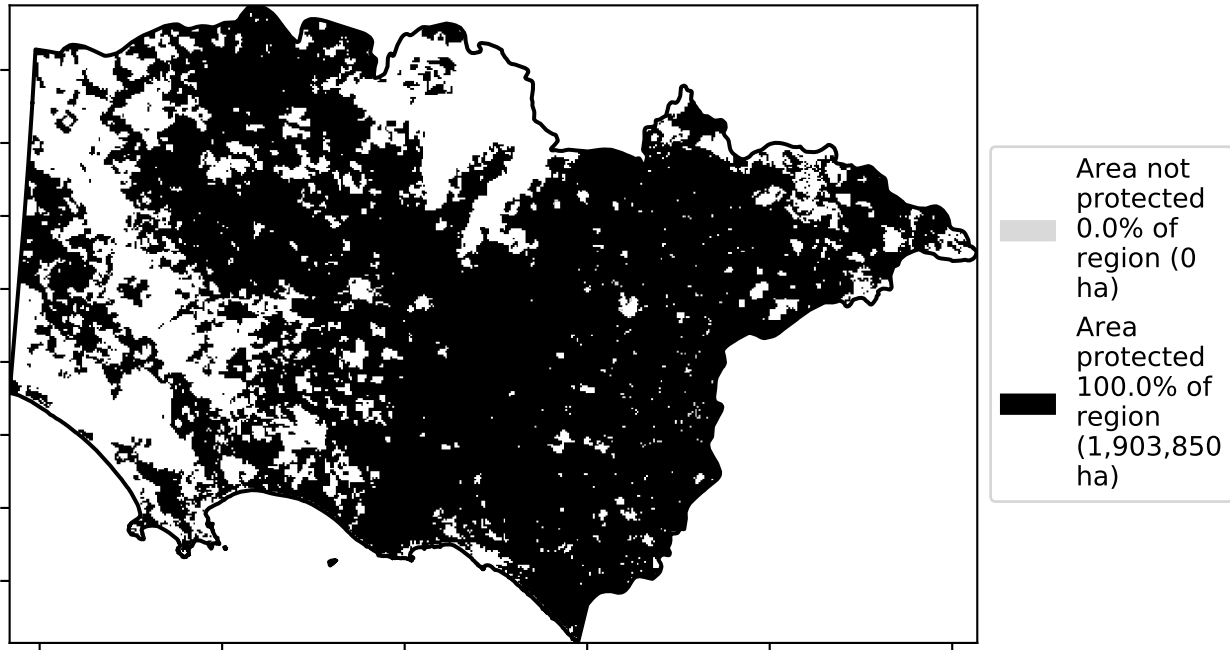 Area not
protected
0.0% of
region (0
ha)
Area
protected
100.0% of
region
(1,903,850
ha)